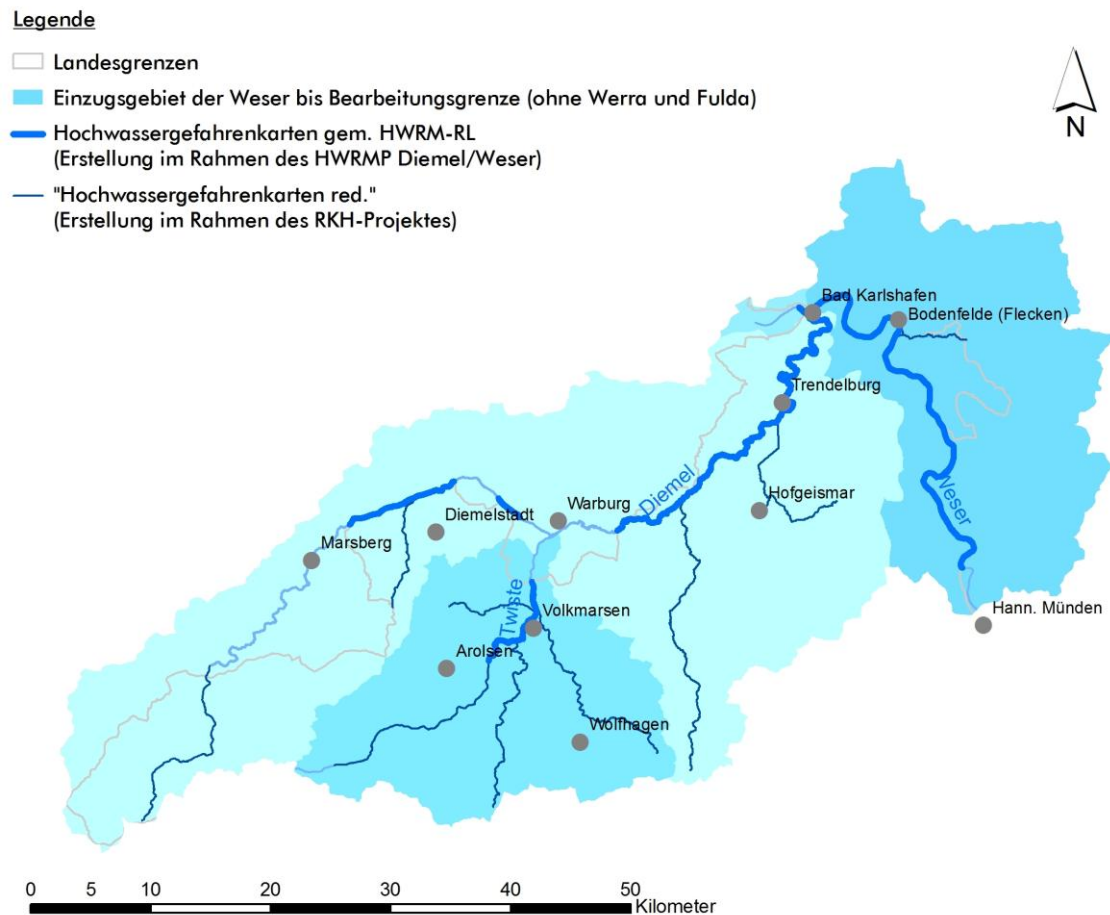 Legende
Landesgrenzen
Einzugsgebiet der Weser bis Bearbeitungsgrenze (ohne Werra und Fulda)
Hochwassergefahrenkarten gem. HWRM-RL
(Erstellung im Rahmen des HWRMP Diemel/Weser)
"Hochwassergefahrenkarten red."
(Erstellung im Rahmen des RKH-Projektes)
N
Bad Karlshafen
Bodenfelde (Flecken)
Trendelburg
Diemel
Weser
Hofgeismar
Warburg
Diemelstadt
Marsberg
Twiste
Volkmarsen
Hann. Münden
Arolsen
Wolfhagen
0 5 10 20 30 40 50
Kilometer